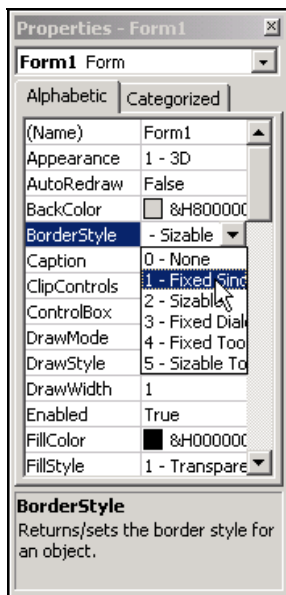 Properties - Form1
Form1 Form
Alphabetic Categorized
(Name) Form1
Appearance 1 - 3D
AutoRedraw False
BackColor &H800000
BorderStyle - Sizable
Caption 0 - None
ClipControls 1 - Fixed Sing
ControlBox 2 - Sizable
DrawMode 3 - Fixed Dial
DrawStyle 4 - Fixed Too
5 - Sizable To
DrawWidth 1
Enabled True
FillColor &H000000
FillStyle 1 - Transpare
BorderStyle
Returns/sets the border style for
an object.